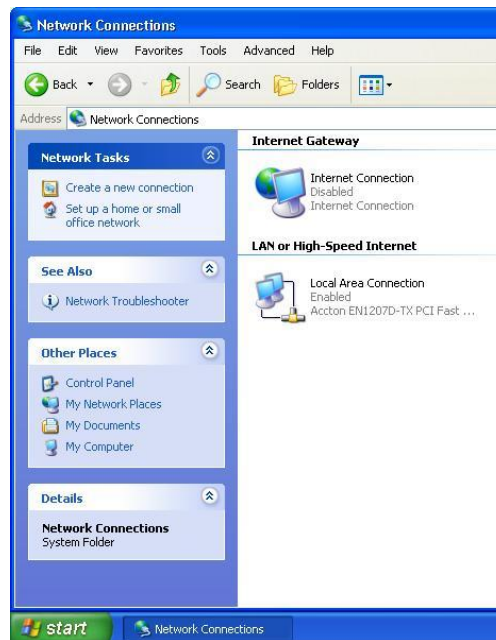 Network Connections
File Edit View Favorites Tools Advanced Help
Back Search Folders
Address Network Connections
Network Tasks
Create a new connection
Set up a home or small
office network
See Also
Network Troubleshooter
Other Places
Control Panel
My Network Places
My Documents
My Computer
Details
Network Connections
System Folder
Internet Gateway
Internet Connection
Disabled
Internet Connection
LAN or High-Speed Internet
Local Area Connection
Enabled
Accton EN1207D-TX PCI Fast ...
start Network Connections